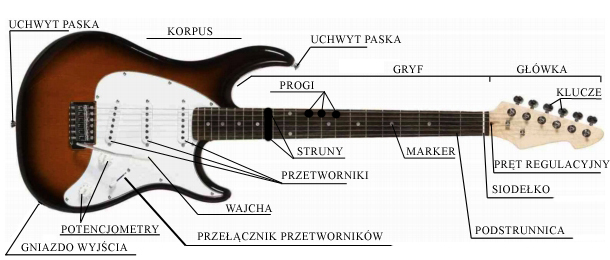 UCHWYT PASKA
KORPUS
UCHWYT PASKA
GRYF
GŁÓWKA
PROGI
KLUCZE
STRUNY
MARKER
PRĘT REGULACYJNY
PRZETWORNIKI
SIODEŁKO
WAJCHA
POTENCJOMETRY
PODSTRUNNICA
PRZEŁĄCZNIK PRZETWORNIKÓW
GNIAZDO WYJŚCIA